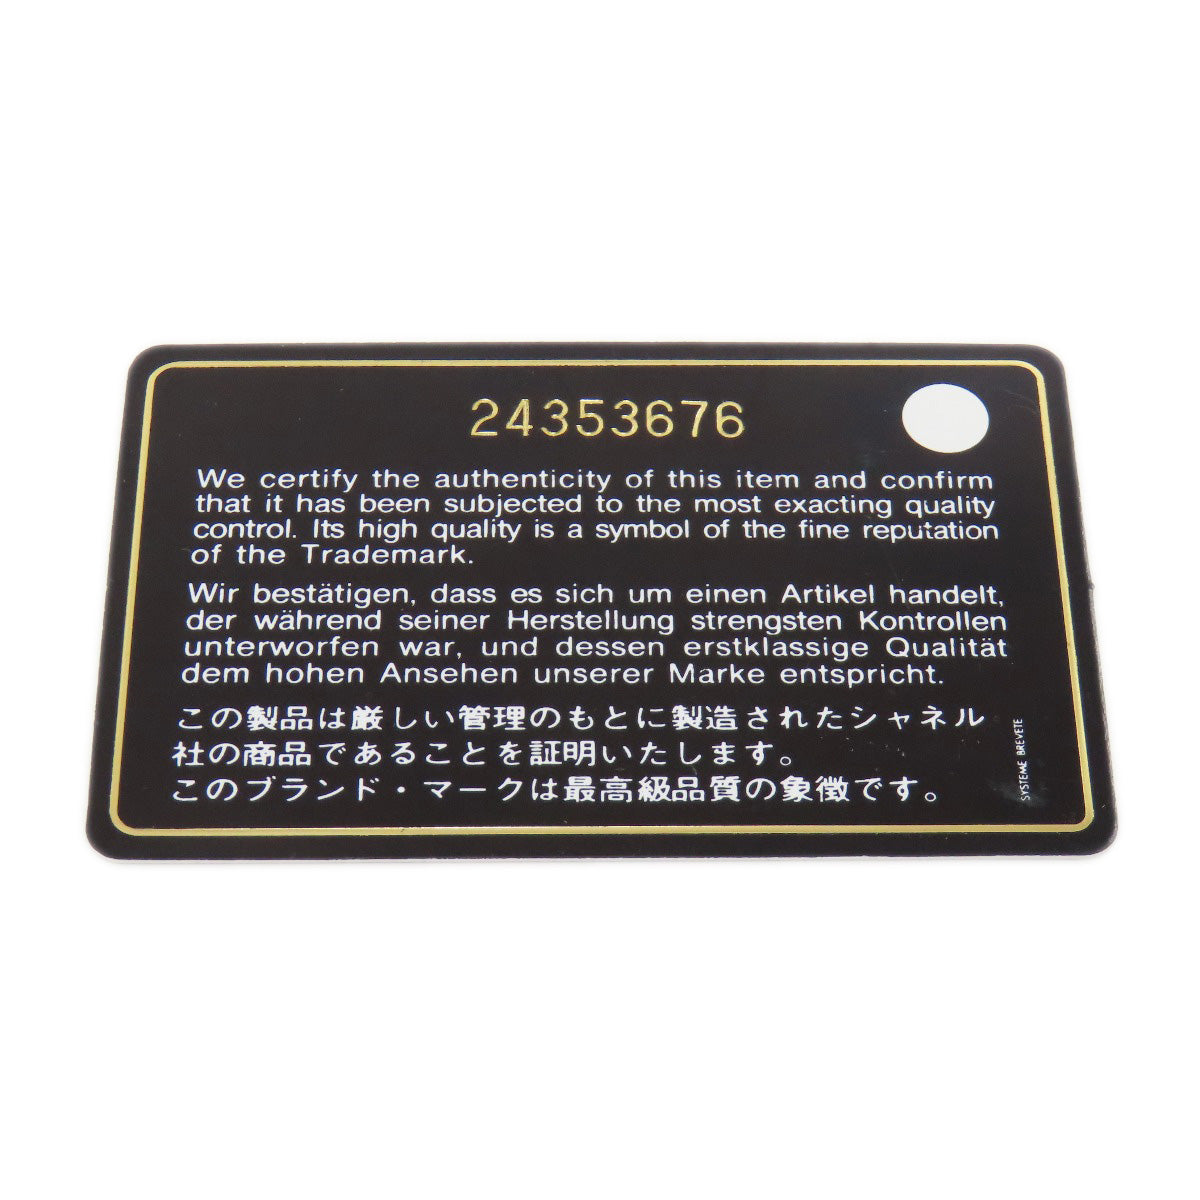 24353676
We certify the authenticity of this item and confirm
that it has been subjected to the most exacting quality
control. Its high quality is a symbol of the fine reputation
of the Trademark.
Wir bestätigen, dass es sich um einen Artikel handelt,
der während seiner Herstellung strengsten Kontrollen
unterworfen war, und dessen erstklassige Qualität
dem hohen Ansehen unserer Marke entspricht.
この製品は厳しい管理のもとに製造されたシャネル
社の商品であることを証明いたします。
このブランド・マークは最高級品質の象徴です。
SYSTEME BREVETE